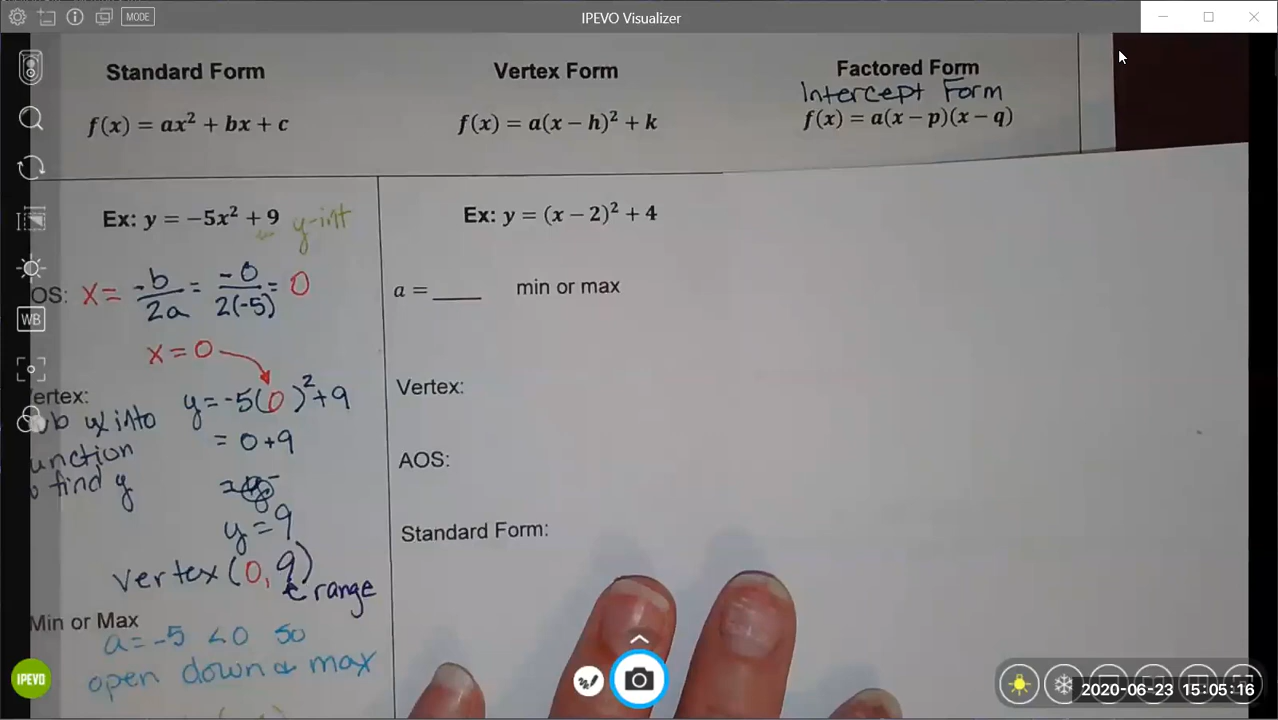 MODE
IPEVO Visualizer
Standard Form
Vertex Form
Factored Form
Intercept Form
f(x) = ax² + bx + c
f(x) = a(x − h)² + k
f(x) = a(x − p)(x − q)
Ex: y = −5x² + 9 y-int
OS: x = -b/2a = -0/2(-5) = 0
x = 0
ertex:
y = -5(0)² + 9
ub x into
unction
find y
= 0 + 9
y = 9
vertex (0, 9)
range
Min or Max
a = -5 < 0 so
open down & max
Ex: y = (x − 2)² + 4
a = ____ min or max
Vertex:
AOS:
Standard Form:
WB
IPEVO
2020-06-23 15:05:16